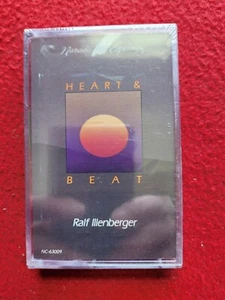 HEART &
BEAT
Ralf Illenberger
NC-63009